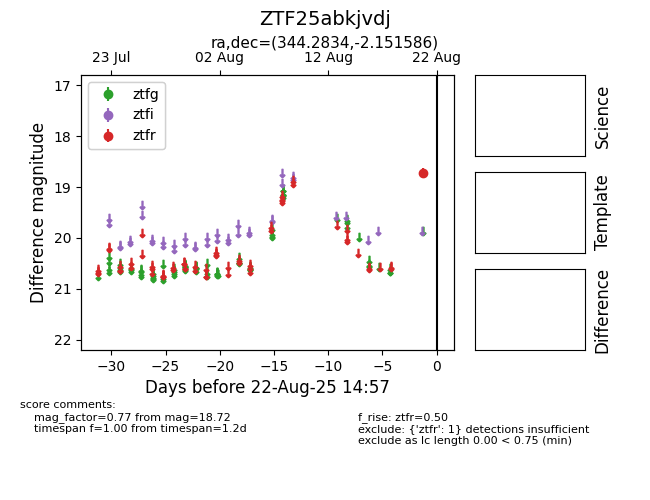 ZTF25abkjvdj
ra,dec=(344.2834,-2.151586)
23 Jul 02 Aug 12 Aug 22 Aug
ztfg
ztfi
ztfr
17
18
19
20
21
22
Difference magnitude
−30 −25 −20 −15 −10 −5 0
Days before 22-Aug-25 14:57
Science
Template
Difference
score comments:
mag_factor=0.77 from mag=18.72
timespan f=1.00 from timespan=1.2d
f_rise: ztfr=0.50
exclude: {'ztfr': 1} detections insufficient
exclude as lc length 0.00 < 0.75 (min)